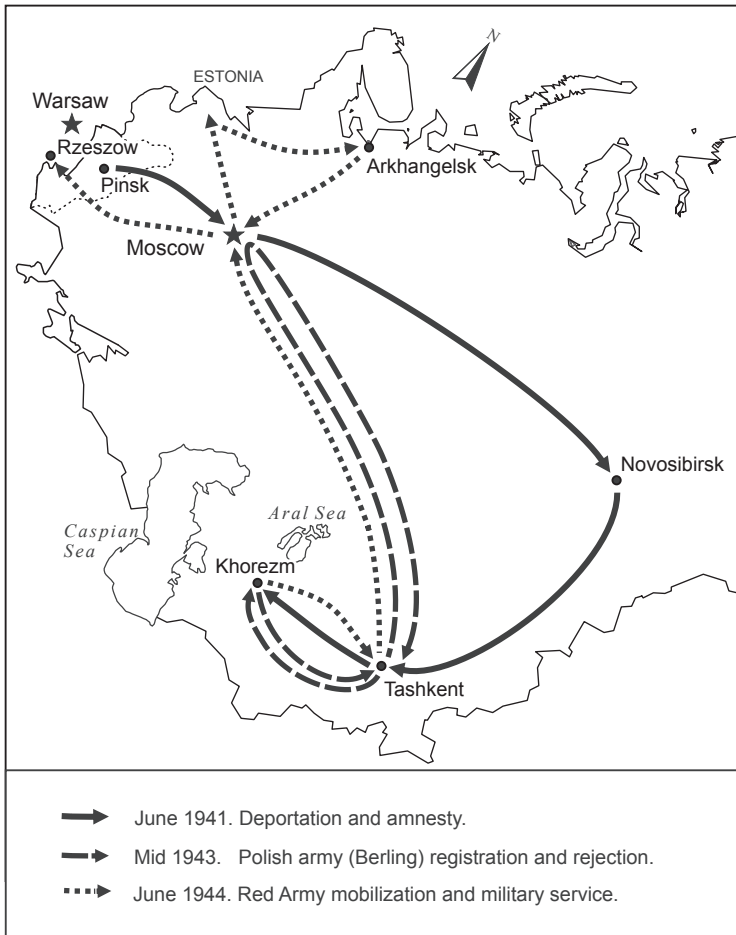 N
ESTONIA
Warsaw
Rzeszow
Pinsk
Arkhangelsk
Moscow
Novosibirsk
Aral Sea
Caspian
Sea
Khorezm
Tashkent
June 1941. Deportation and amnesty.
Mid 1943. Polish army (Berling) registration and rejection.
June 1944. Red Army mobilization and military service.